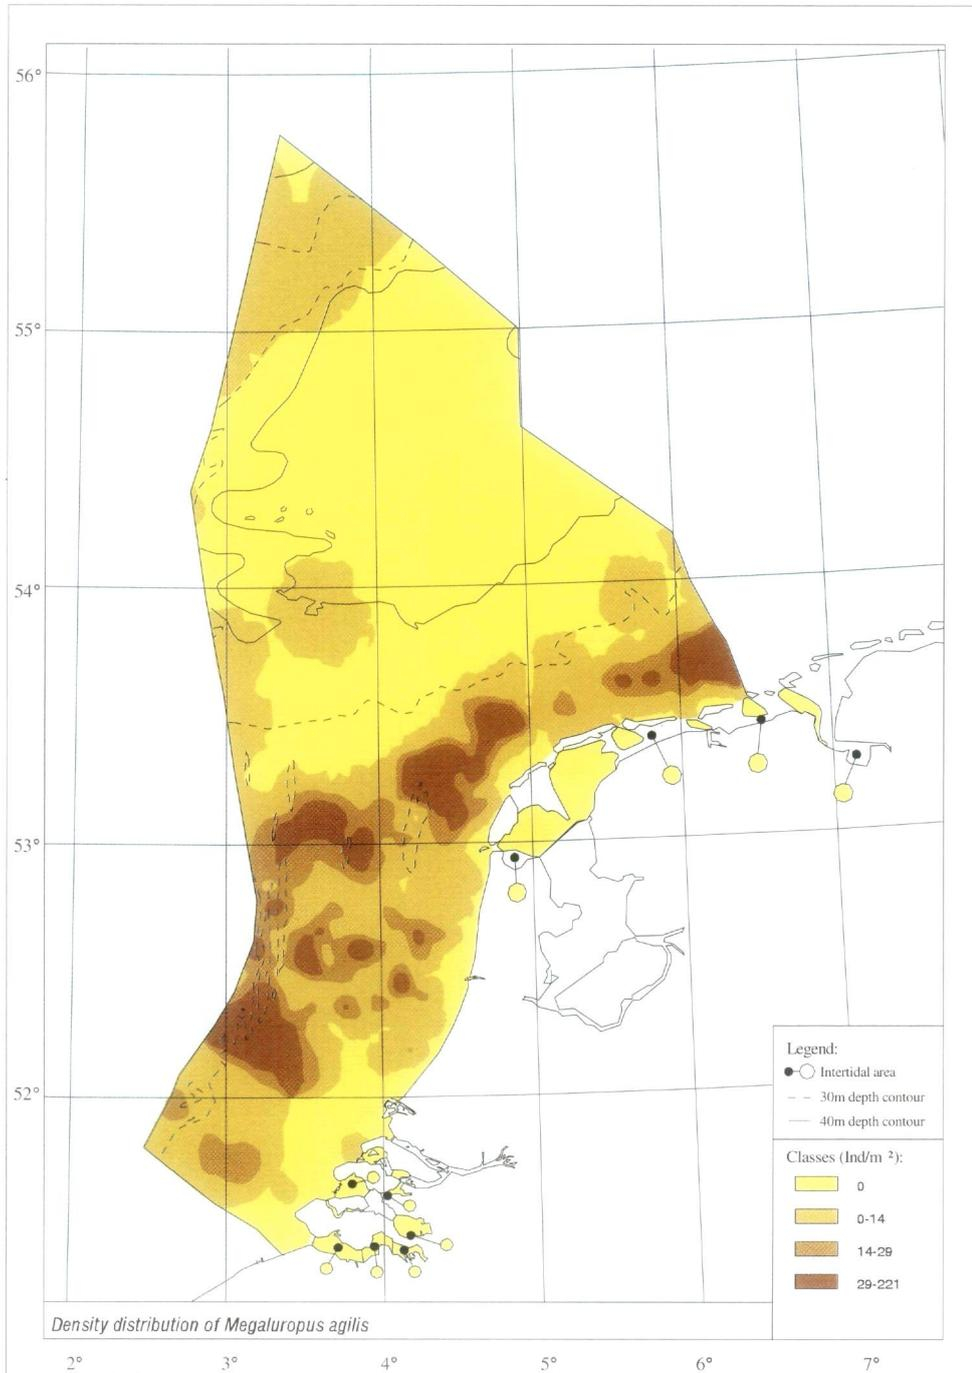 56°
55°
54°
53°
52°
Legend:
Intertidal area
30m depth contour
40m depth contour
Classes (Ind/m ²):
0
0-14
14-29
29-221
Density distribution of Megaluropus agilis
2° 3° 4° 5° 6° 7°